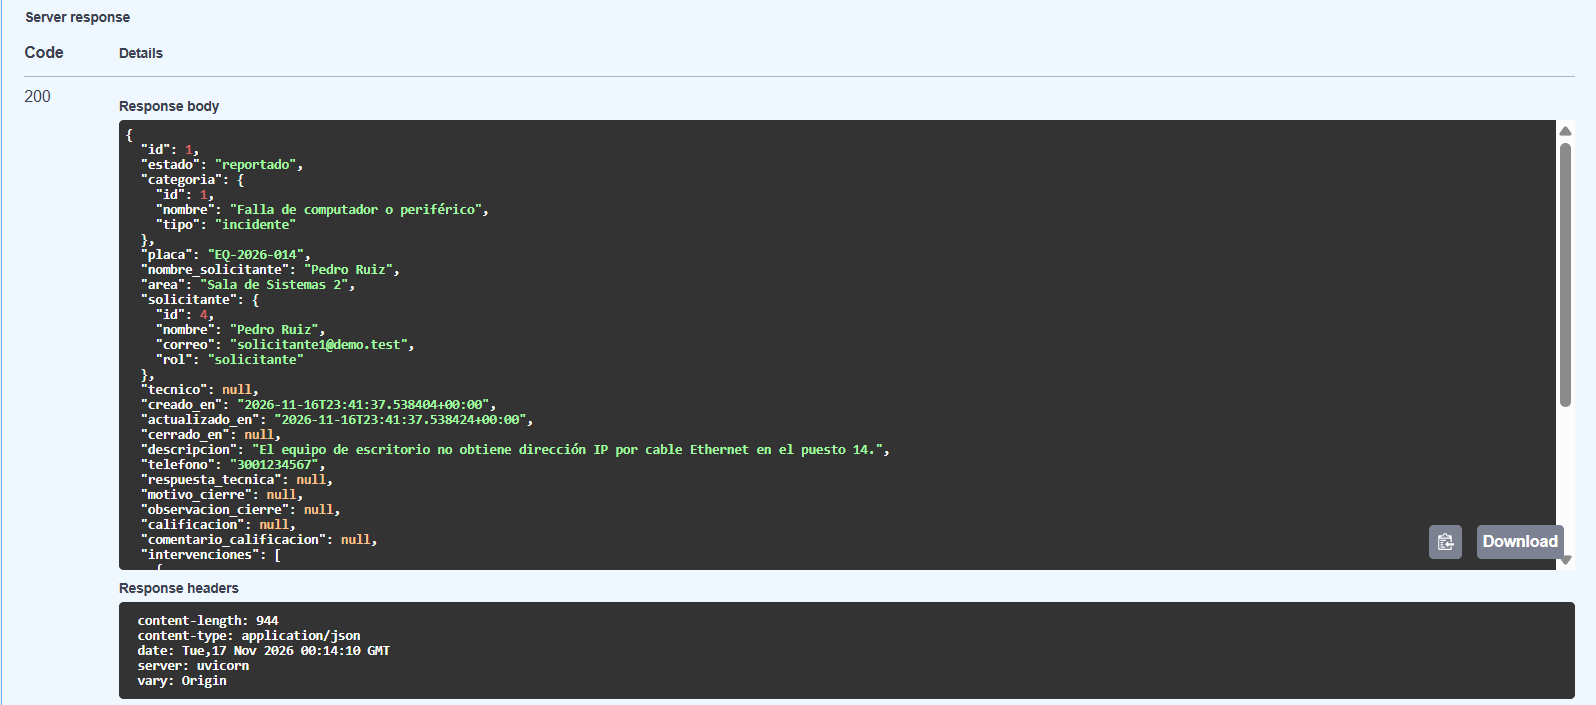 Server response
Code Details
200
Response body
{
  "id": 1,
  "estado": "reportado",
  "categoria": {
    "id": 1,
    "nombre": "Falla de computador o periférico",
    "tipo": "incidente"
  },
  "placa": "EQ-2026-014",
  "nombre_solicitante": "Pedro Ruiz",
  "area": "Sala de Sistemas 2",
  "solicitante": {
    "id": 4,
    "nombre": "Pedro Ruiz",
    "correo": "solicitante1@demo.test",
    "rol": "solicitante"
  },
  "tecnico": null,
  "creado_en": "2026-11-16T23:41:37.538404+00:00",
  "actualizado_en": "2026-11-16T23:41:37.538424+00:00",
  "cerrado_en": null,
  "descripcion": "El equipo de escritorio no obtiene dirección IP por cable Ethernet en el puesto 14.",
  "telefono": "3001234567",
  "respuesta_tecnica": null,
  "motivo_cierre": null,
  "observacion_cierre": null,
  "calificacion": null,
  "comentario_calificacion": null,
  "intervenciones": [
    {
Download
Response headers
content-length: 944
content-type: application/json
date: Tue,17 Nov 2026 00:14:10 GMT
server: uvicorn
vary: Origin